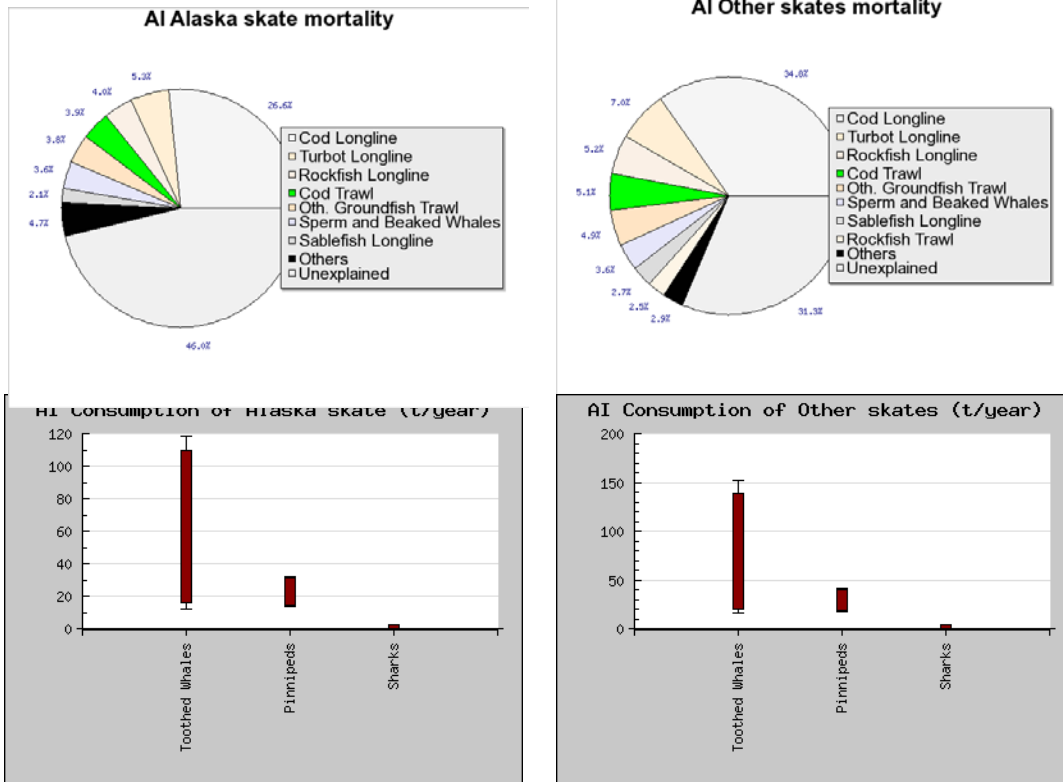 AI Alaska skate mortality
5.3%
4.0%
3.9%
3.8%
3.6%
2.1%
4.7%
26.6%
46.0%
Cod Longline
Turbot Longline
Rockfish Longline
Cod Trawl
Oth. Groundfish Trawl
Sperm and Beaked Whales
Sablefish Longline
Others
Unexplained
AI Other skates mortality
34.8%
7.0%
5.2%
5.1%
4.9%
3.6%
2.7%
2.5%
2.9%
31.3%
Cod Longline
Turbot Longline
Rockfish Longline
Cod Trawl
Oth. Groundfish Trawl
Sperm and Beaked Whales
Sablefish Longline
Rockfish Trawl
Others
Unexplained
AI Consumption of Alaska skate (t/year)
120
100
80
60
40
20
0
Toothed Whales
Pinnipeds
Sharks
AI Consumption of Other skates (t/year)
200
150
100
50
0
Toothed Whales
Pinnipeds
Sharks